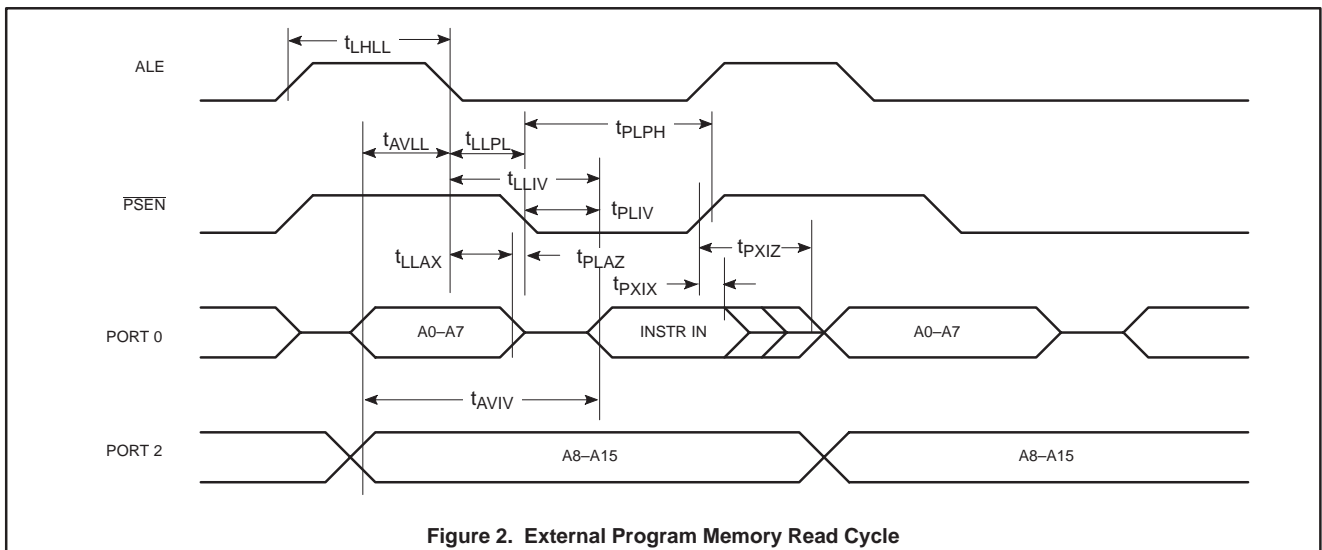 tLHLL
ALE
tPLPH
tAVLL tLLPL
tLLIV
PSEN
tPLIV
tPXIZ
tLLAX tPLAZ
tPXIX
PORT 0 A0–A7 INSTR IN A0–A7
tAVIV
PORT 2 A8–A15 A8–A15
Figure 2. External Program Memory Read Cycle